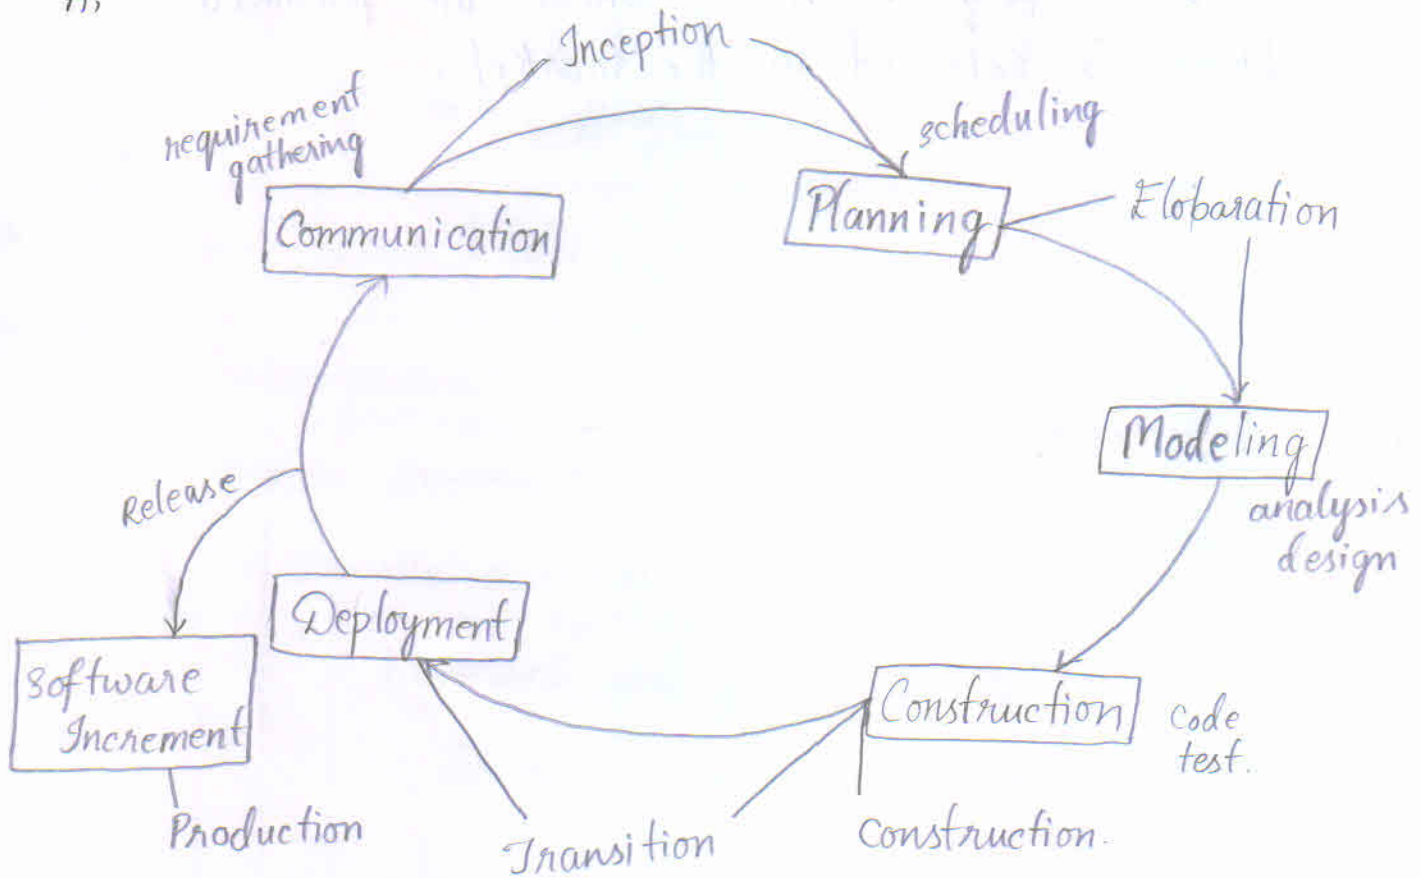 Inception
requirement
gathering
scheduling
Communication
Planning
Elobaration
Modeling
analysis
design
Release
Deployment
Software
Increment
Construction
Code
test.
Production
Transition
Construction.